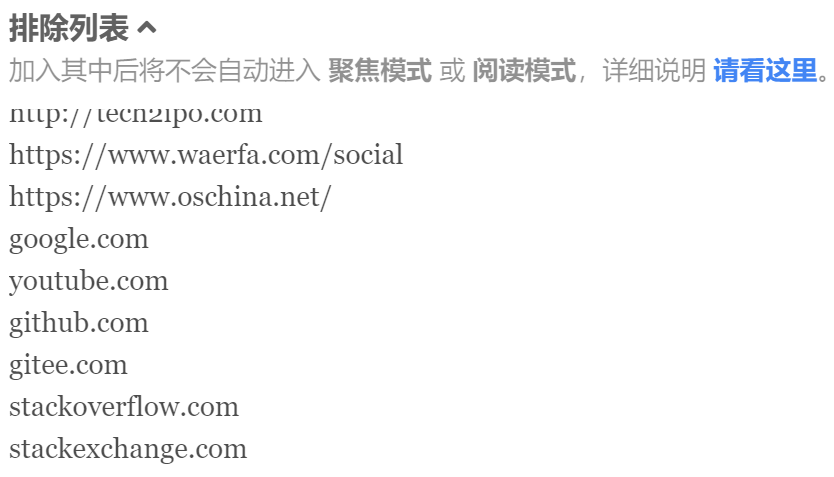 排除列表
加入其中后将不会自动进入 聚焦模式 或 阅读模式，详细说明 请看这里。
http://tech2ipo.com
https://www.waerfa.com/social
https://www.oschina.net/
google.com
youtube.com
github.com
gitee.com
stackoverflow.com
stackexchange.com